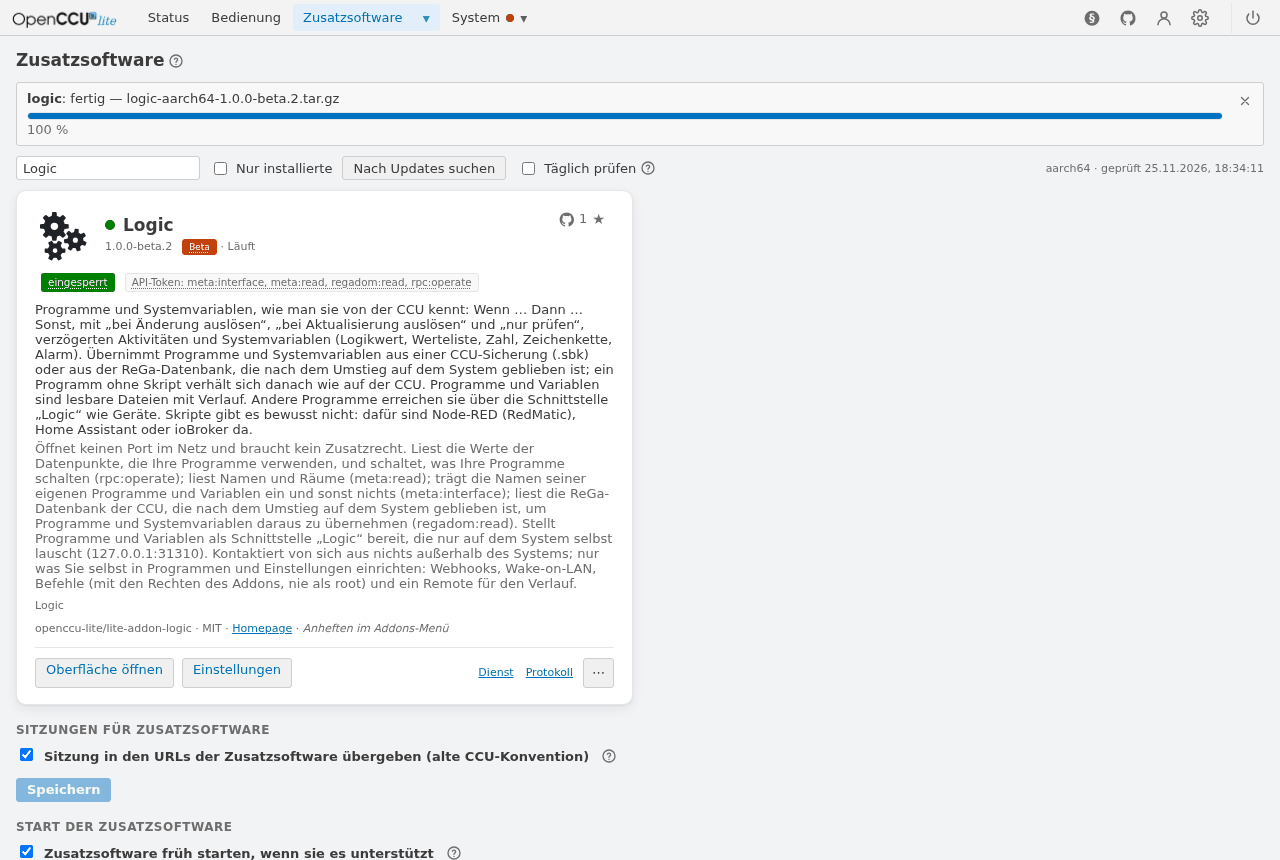 OpenCCU lite Status Bedienung Zusatzsoftware ▼ System ▼
Zusatzsoftware
logic: fertig — logic-aarch64-1.0.0-beta.2.tar.gz
100 %
Logic Nur installierte Nach Updates suchen Täglich prüfen aarch64 · geprüft 25.11.2026, 18:34:11
Logic 1 ★
1.0.0-beta.2 Beta · Läuft
eingesperrt API-Token: meta:interface, meta:read, regadom:read, rpc:operate
Programme und Systemvariablen, wie man sie von der CCU kennt: Wenn … Dann …
Sonst, mit „bei Änderung auslösen“, „bei Aktualisierung auslösen“ und „nur prüfen“,
verzögerten Aktivitäten und Systemvariablen (Logikwert, Werteliste, Zahl, Zeichenkette,
Alarm). Übernimmt Programme und Systemvariablen aus einer CCU-Sicherung (.sbk)
oder aus der ReGa-Datenbank, die nach dem Umstieg auf dem System geblieben ist; ein
Programm ohne Skript verhält sich danach wie auf der CCU. Programme und Variablen
sind lesbare Dateien mit Verlauf. Andere Programme erreichen sie über die Schnittstelle
„Logic“ wie Geräte. Skripte gibt es bewusst nicht: dafür sind Node-RED (RedMatic),
Home Assistant oder ioBroker da.
Öffnet keinen Port im Netz und braucht kein Zusatzrecht. Liest die Werte der
Datenpunkte, die Ihre Programme verwenden, und schaltet, was Ihre Programme
schalten (rpc:operate); liest Namen und Räume (meta:read); trägt die Namen seiner
eigenen Programme und Variablen ein und sonst nichts (meta:interface); liest die ReGa-
Datenbank der CCU, die nach dem Umstieg auf dem System geblieben ist, um
Programme und Systemvariablen daraus zu übernehmen (regadom:read). Stellt
Programme und Variablen als Schnittstelle „Logic“ bereit, die nur auf dem System selbst
lauscht (127.0.0.1:31310). Kontaktiert von sich aus nichts außerhalb des Systems; nur
was Sie selbst in Programmen und Einstellungen einrichten: Webhooks, Wake-on-LAN,
Befehle (mit den Rechten des Addons, nie als root) und ein Remote für den Verlauf.
Logic
openccu-lite/lite-addon-logic · MIT · Homepage · Anheften im Addons-Menü
Oberfläche öffnen Einstellungen Dienst Protokoll ⋯
SITZUNGEN FÜR ZUSATZSOFTWARE
Sitzung in den URLs der Zusatzsoftware übergeben (alte CCU-Konvention)
Speichern
START DER ZUSATZSOFTWARE
Zusatzsoftware früh starten, wenn sie es unterstützt